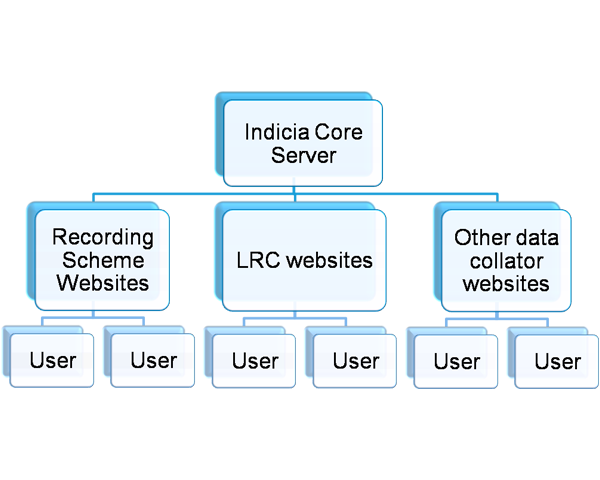 Indicia Core
Server
Recording
Scheme
Websites
LRC websites
Other data
collator
websites
User
User
User
User
User
User